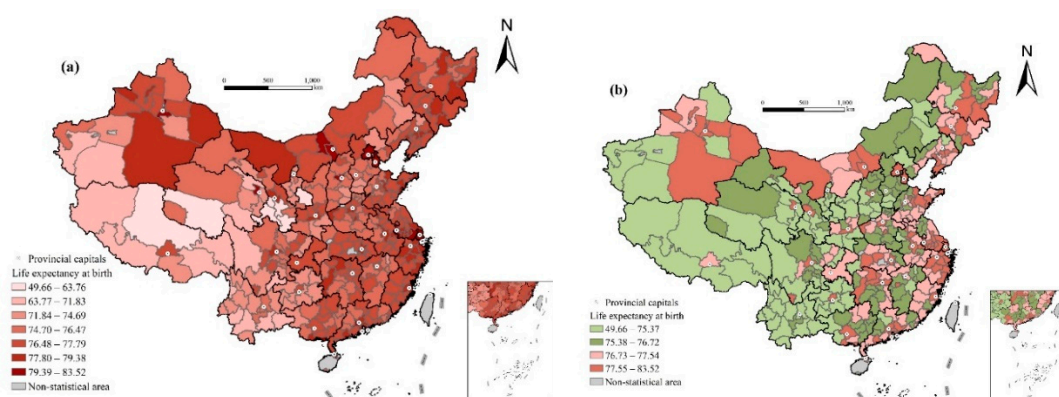 (a)
N
0 500 1,000
km
Provincial capitals
Life expectancy at birth
49.66 – 63.76
63.77 – 71.83
71.84 – 74.69
74.70 – 76.47
76.48 – 77.79
77.80 – 79.38
79.39 – 83.52
Non-statistical area
(b)
N
0 500 1,000
km
Provincial capitals
Life expectancy at birth
49.66 – 75.37
75.38 – 76.72
76.73 – 77.54
77.55 – 83.52
Non-statistical area